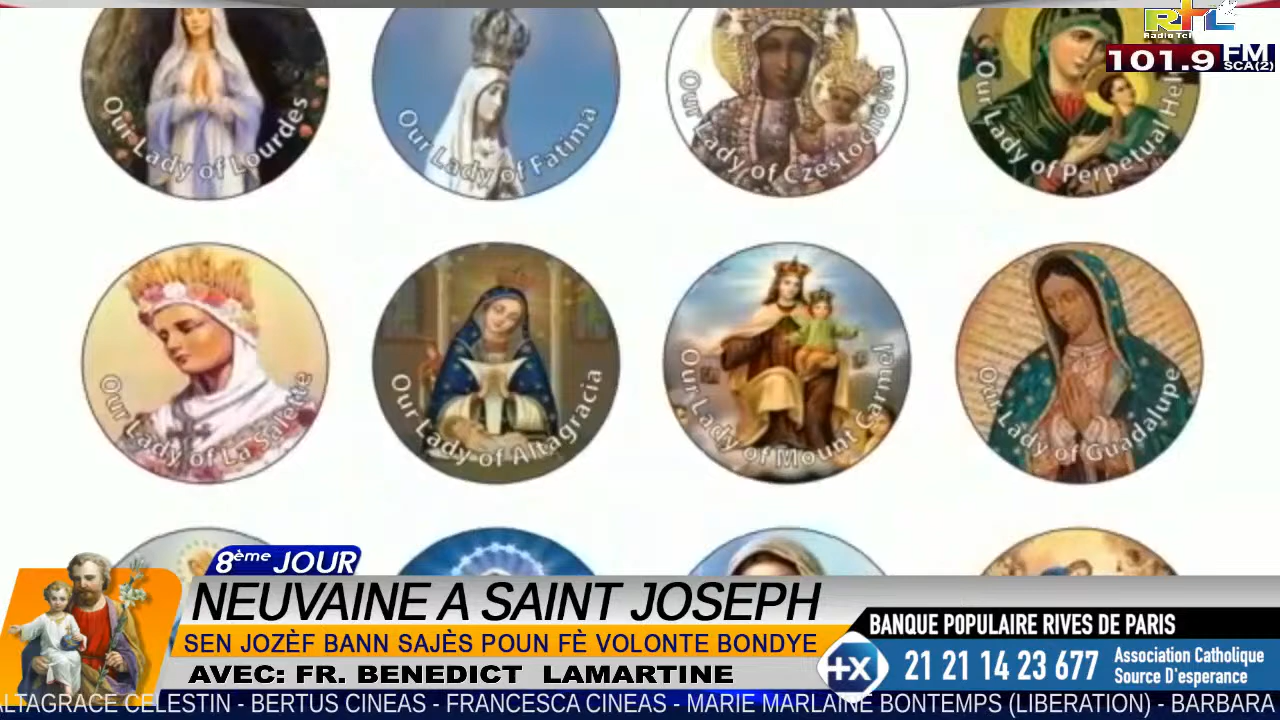 RTL
101.9 FM
SCA(2)
Our Lady of Lourdes
Our Lady of Fatima
Our Lady of Czestochowa
Our Lady of Perpetual
Our Lady of La Salette
Our Lady of Altagracia
Our Lady of Mount Carmel
Our Lady of Guadalupe
8ème JOUR
NEUVAINE A SAINT JOSEPH
SEN JOZÈF BANN SAJÈS POUN FÈ VOLONTE BONDYE
AVEC: FR. BENEDICT LAMARTINE
BANQUE POPULAIRE RIVES DE PARIS
21 21 14 23 677
Association Catholique
Source D'esperance
LTAGRACE CELESTIN - BERTUS CINEAS - FRANCESCA CINEAS - MARIE MARLAINE BONTEMPS (LIBERATION) - BARBARA